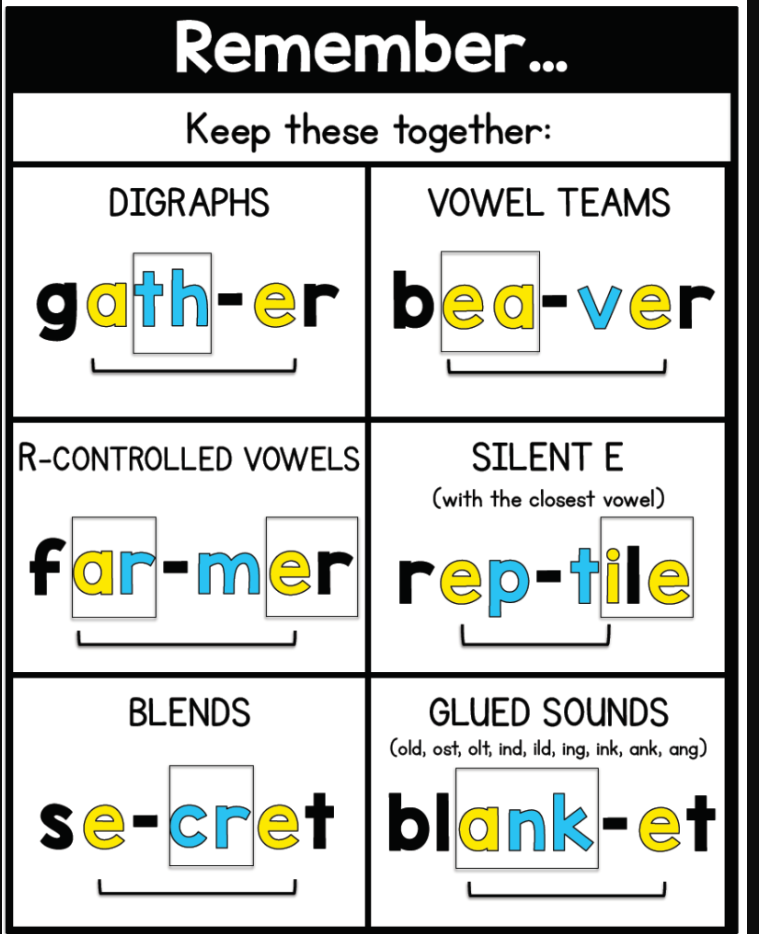 Remember...
Keep these together:
DIGRAPHS
gath-er
VOWEL TEAMS
bea-ver
R-CONTROLLED VOWELS
far-mer
SILENT E
(with the closest vowel)
rep-tile
BLENDS
se-cret
GLUED SOUNDS
(old, ost, olt, ind, ild, ing, ink, ank, ang)
blank-et